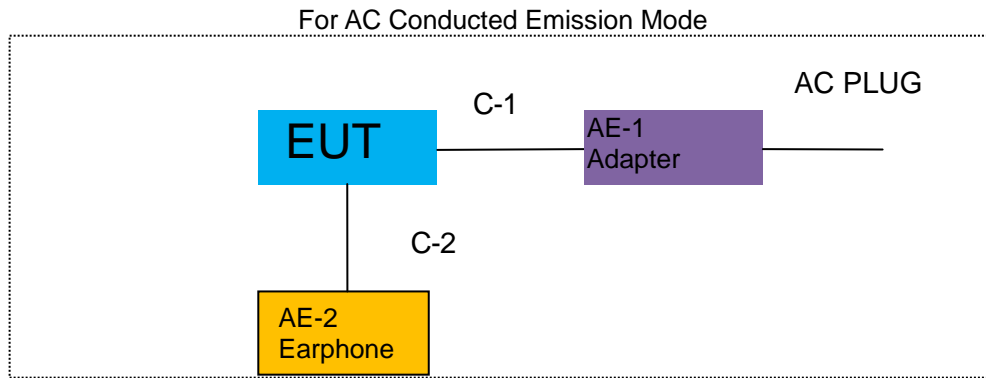 For AC Conducted Emission Mode
AC PLUG
C-1
EUT
AE-1
Adapter
C-2
AE-2
Earphone